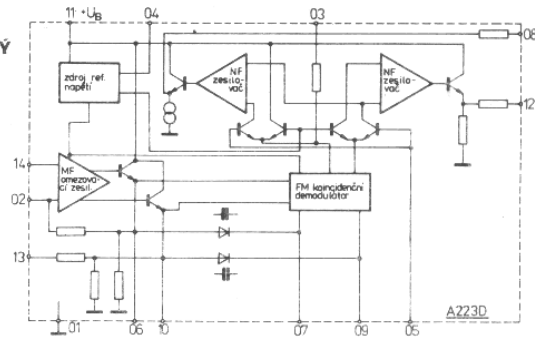 11 +UB 04 03
Ý
08
zdroj ref.
napětí
NF
zesilo-
vač
NF
zesilo-
vač
12
14
MF
omezova-
cí zesil.
02
FM koincidenční
demodulátor
13
01 06 10 07 09 05
A223D